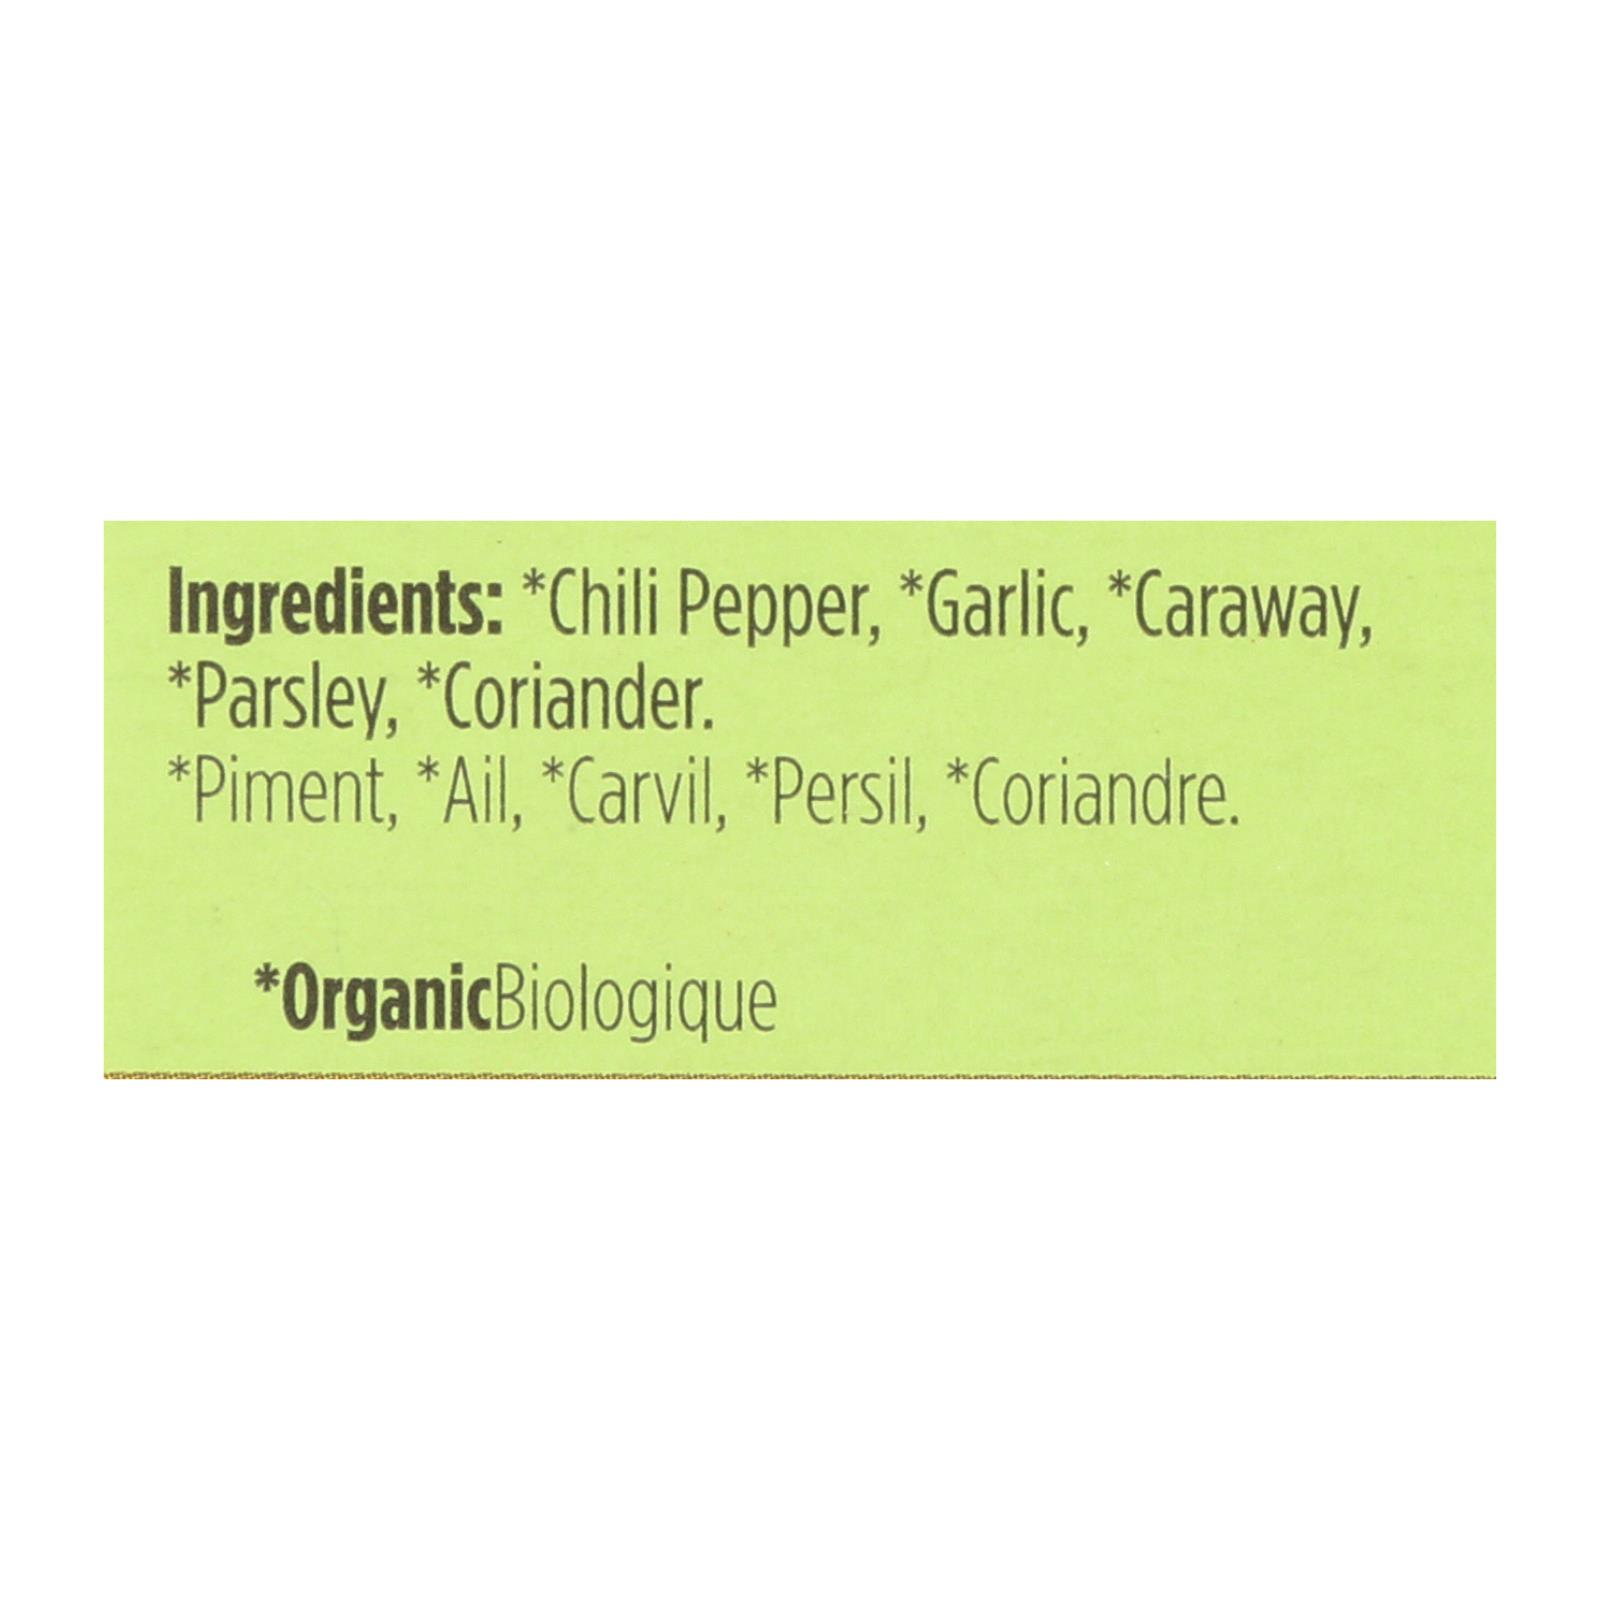 Ingredients: *Chili Pepper, *Garlic, *Caraway,
*Parsley, *Coriander.
*Piment, *Ail, *Carvil, *Persil, *Coriandre.
*OrganicBiologique